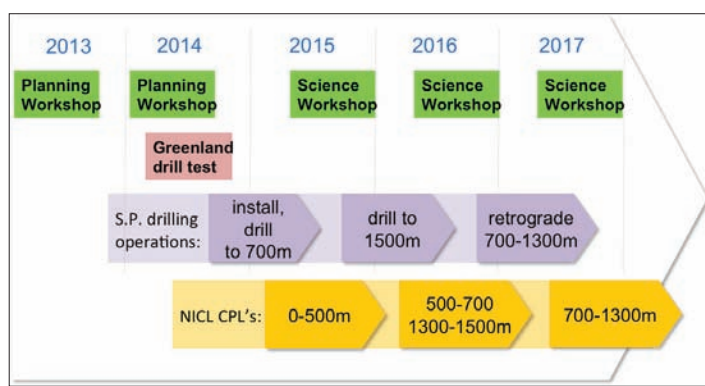 2013 2014 2015 2016 2017
Planning Workshop
Planning Workshop
Science Workshop
Science Workshop
Science Workshop
Greenland
drill test
S.P. drilling
operations:
install,
drill
to 700m
drill to
1500m
retrograde
700-1300m
NICL CPL's:
0-500m
500-700
1300-1500m
700-1300m